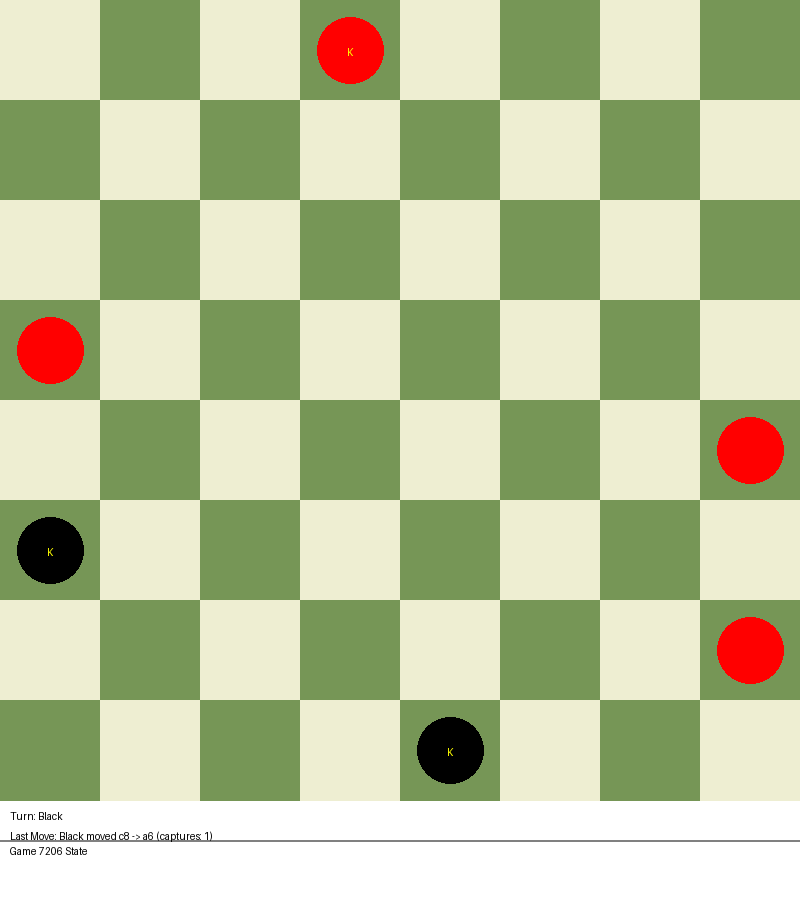 K
K
K
Turn: Black
Last Move: Black moved c8 -> a6 (captures: 1)
Game 7206 State